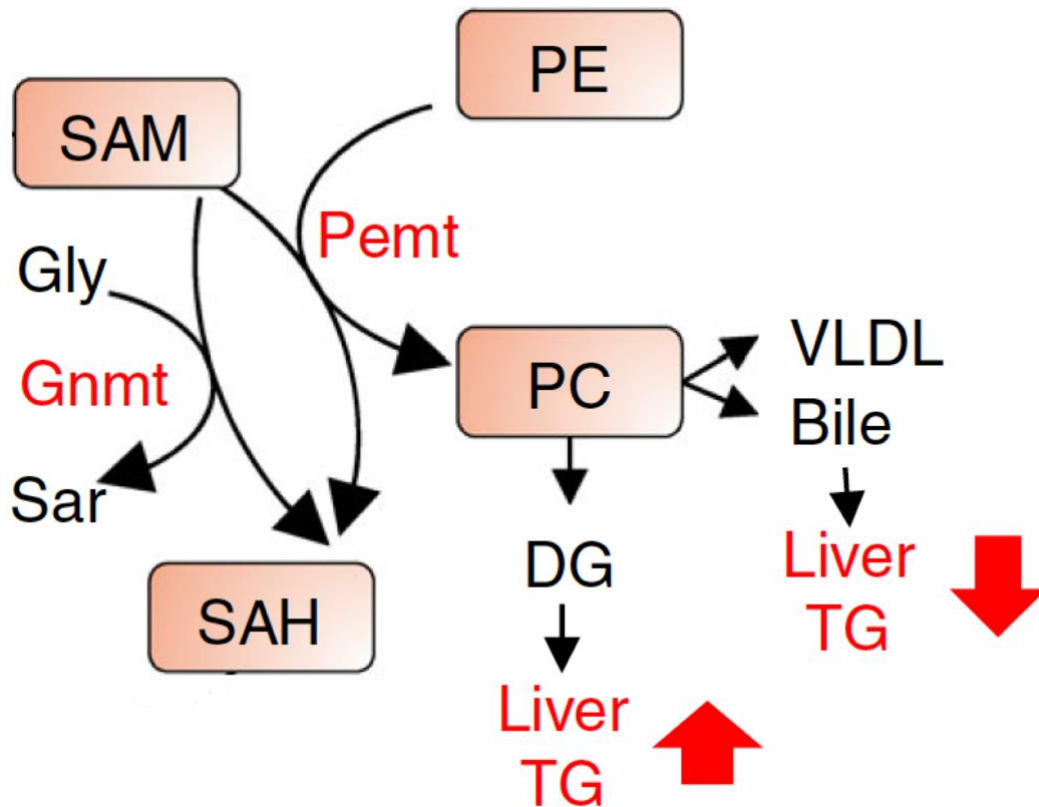 PE
SAM
Pemt
Gly
Gnmt
Sar
SAH
PC
VLDL
Bile
DG
Liver
TG
Liver
TG